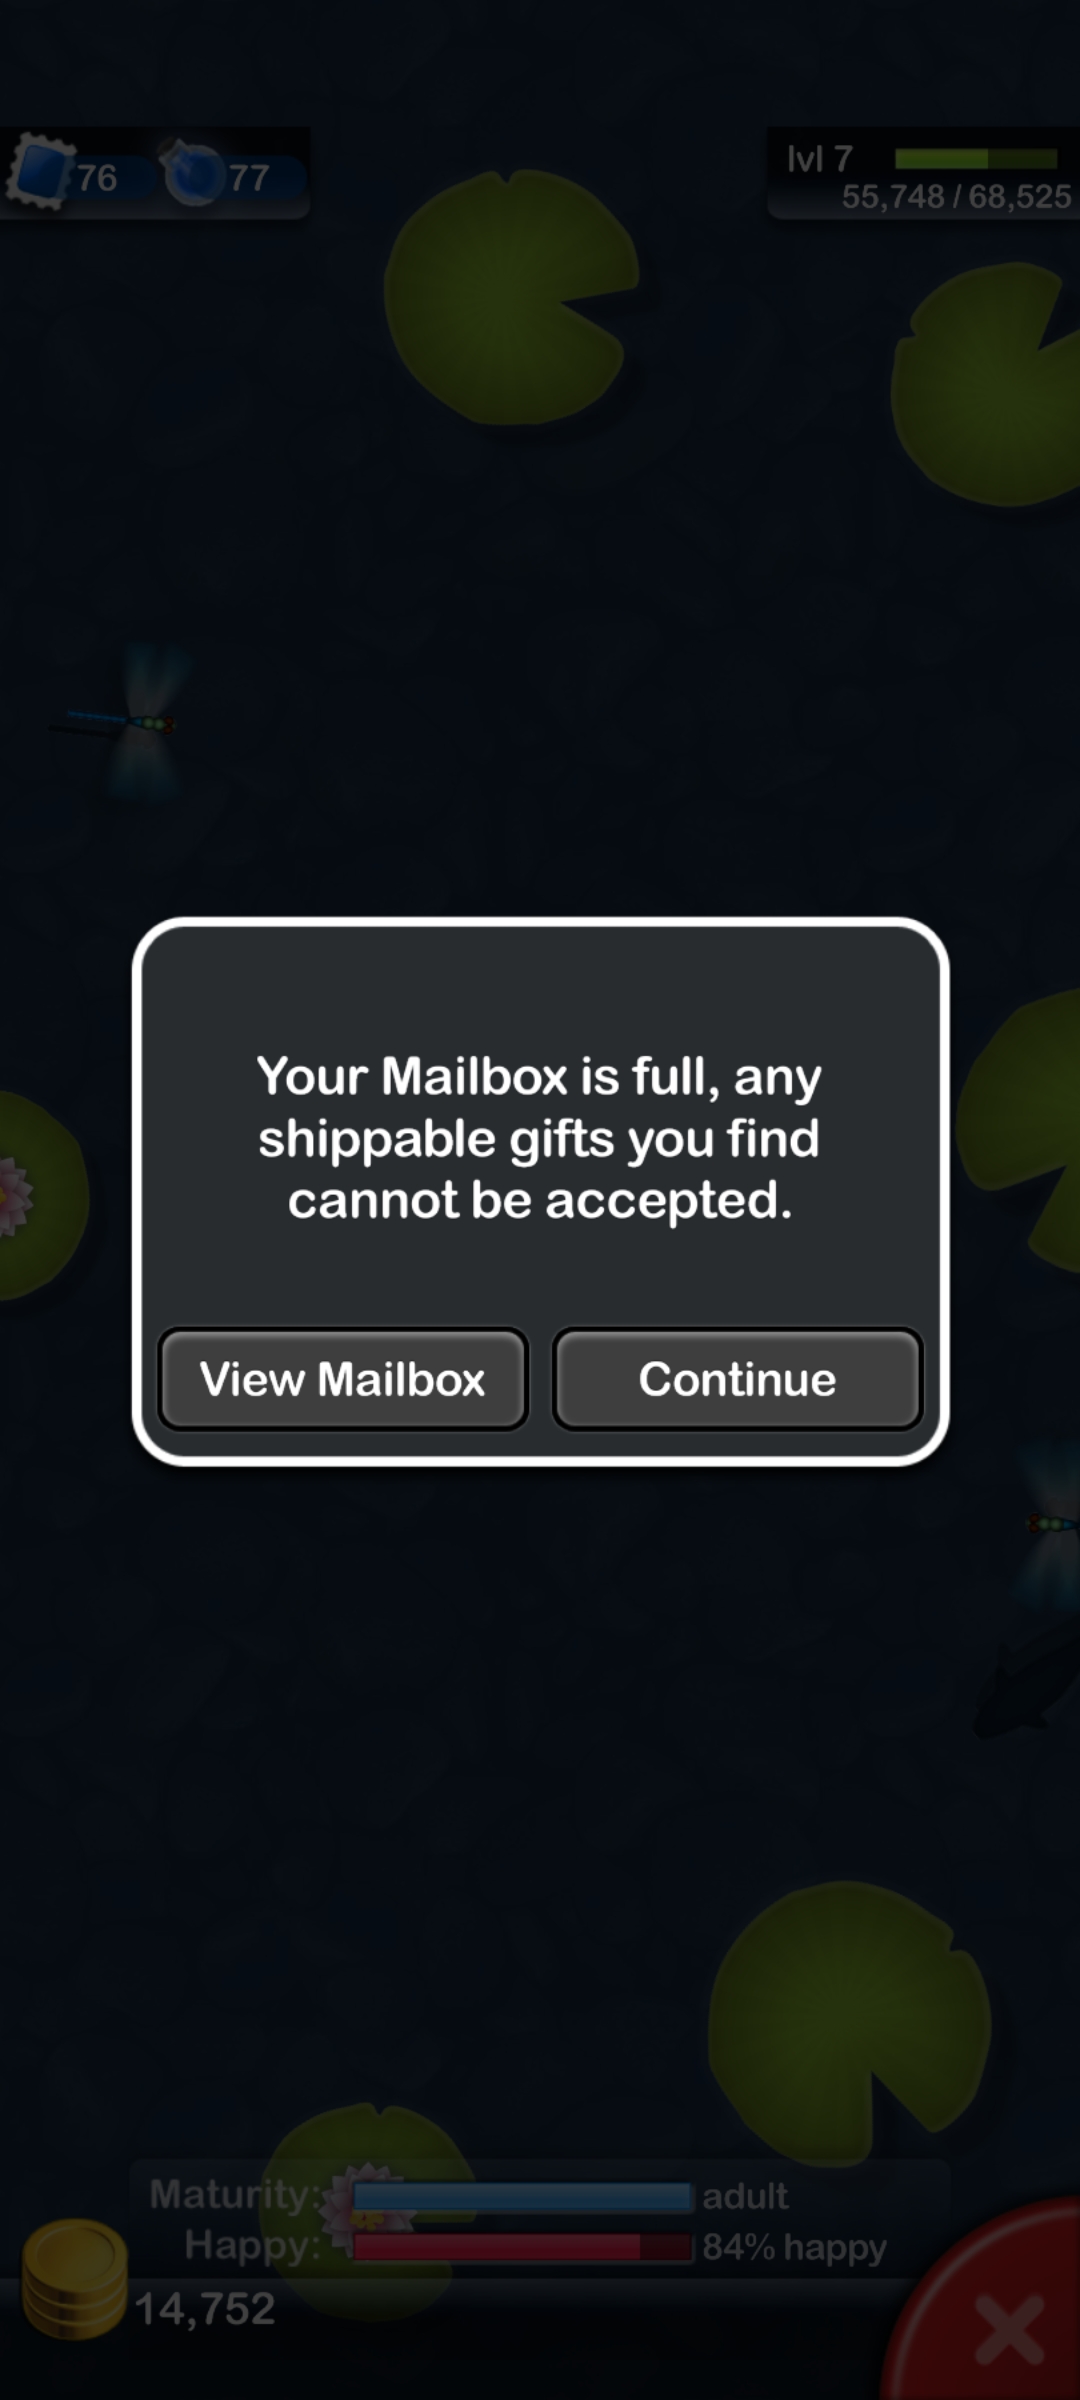 76 77
lvl 7
55,748 / 68,525
Your Mailbox is full, any
shippable gifts you find
cannot be accepted.
View Mailbox Continue
Maturity: adult
Happy: 84% happy
14,752